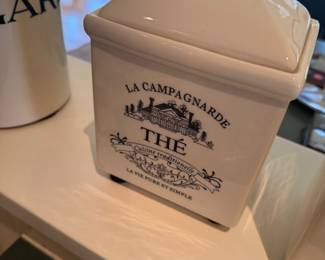 LA CAMPAGNARDE
THÉ
LA VIE PURE ET SIMPLE